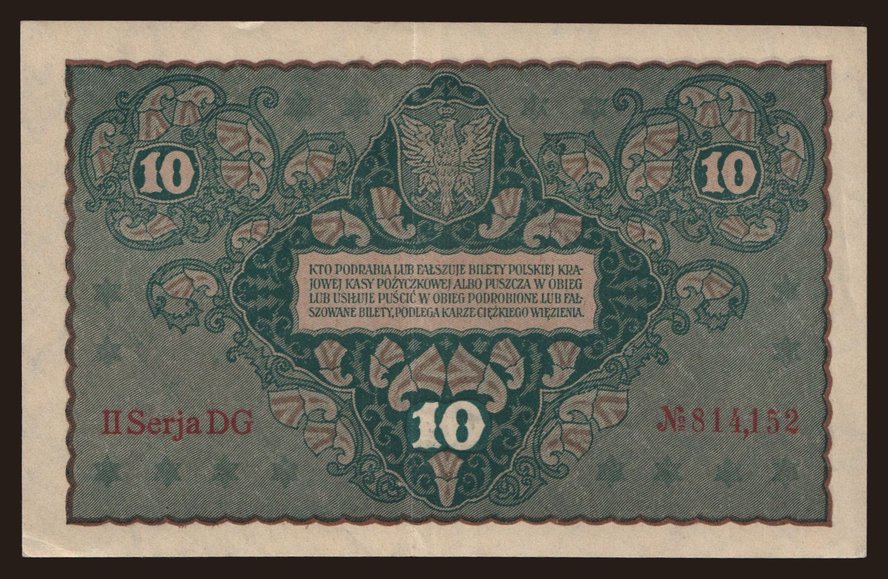 10
10
KTO PODRABIA LUB FAŁSZUJE BILETY POLSKIEJ KRA-
JOWEJ KASY POŻYCZKOWEJ ALBO PUSZCZA W OBIEG
LUB USIŁUJE PUŚCIĆ W OBIEG PODROBIONE LUB FAŁ-
SZOWANE BILETY, PODLEGA KARZE CIĘŻKIEGO WIĘZIENIA.
II Serja DG
10
№ 814,152